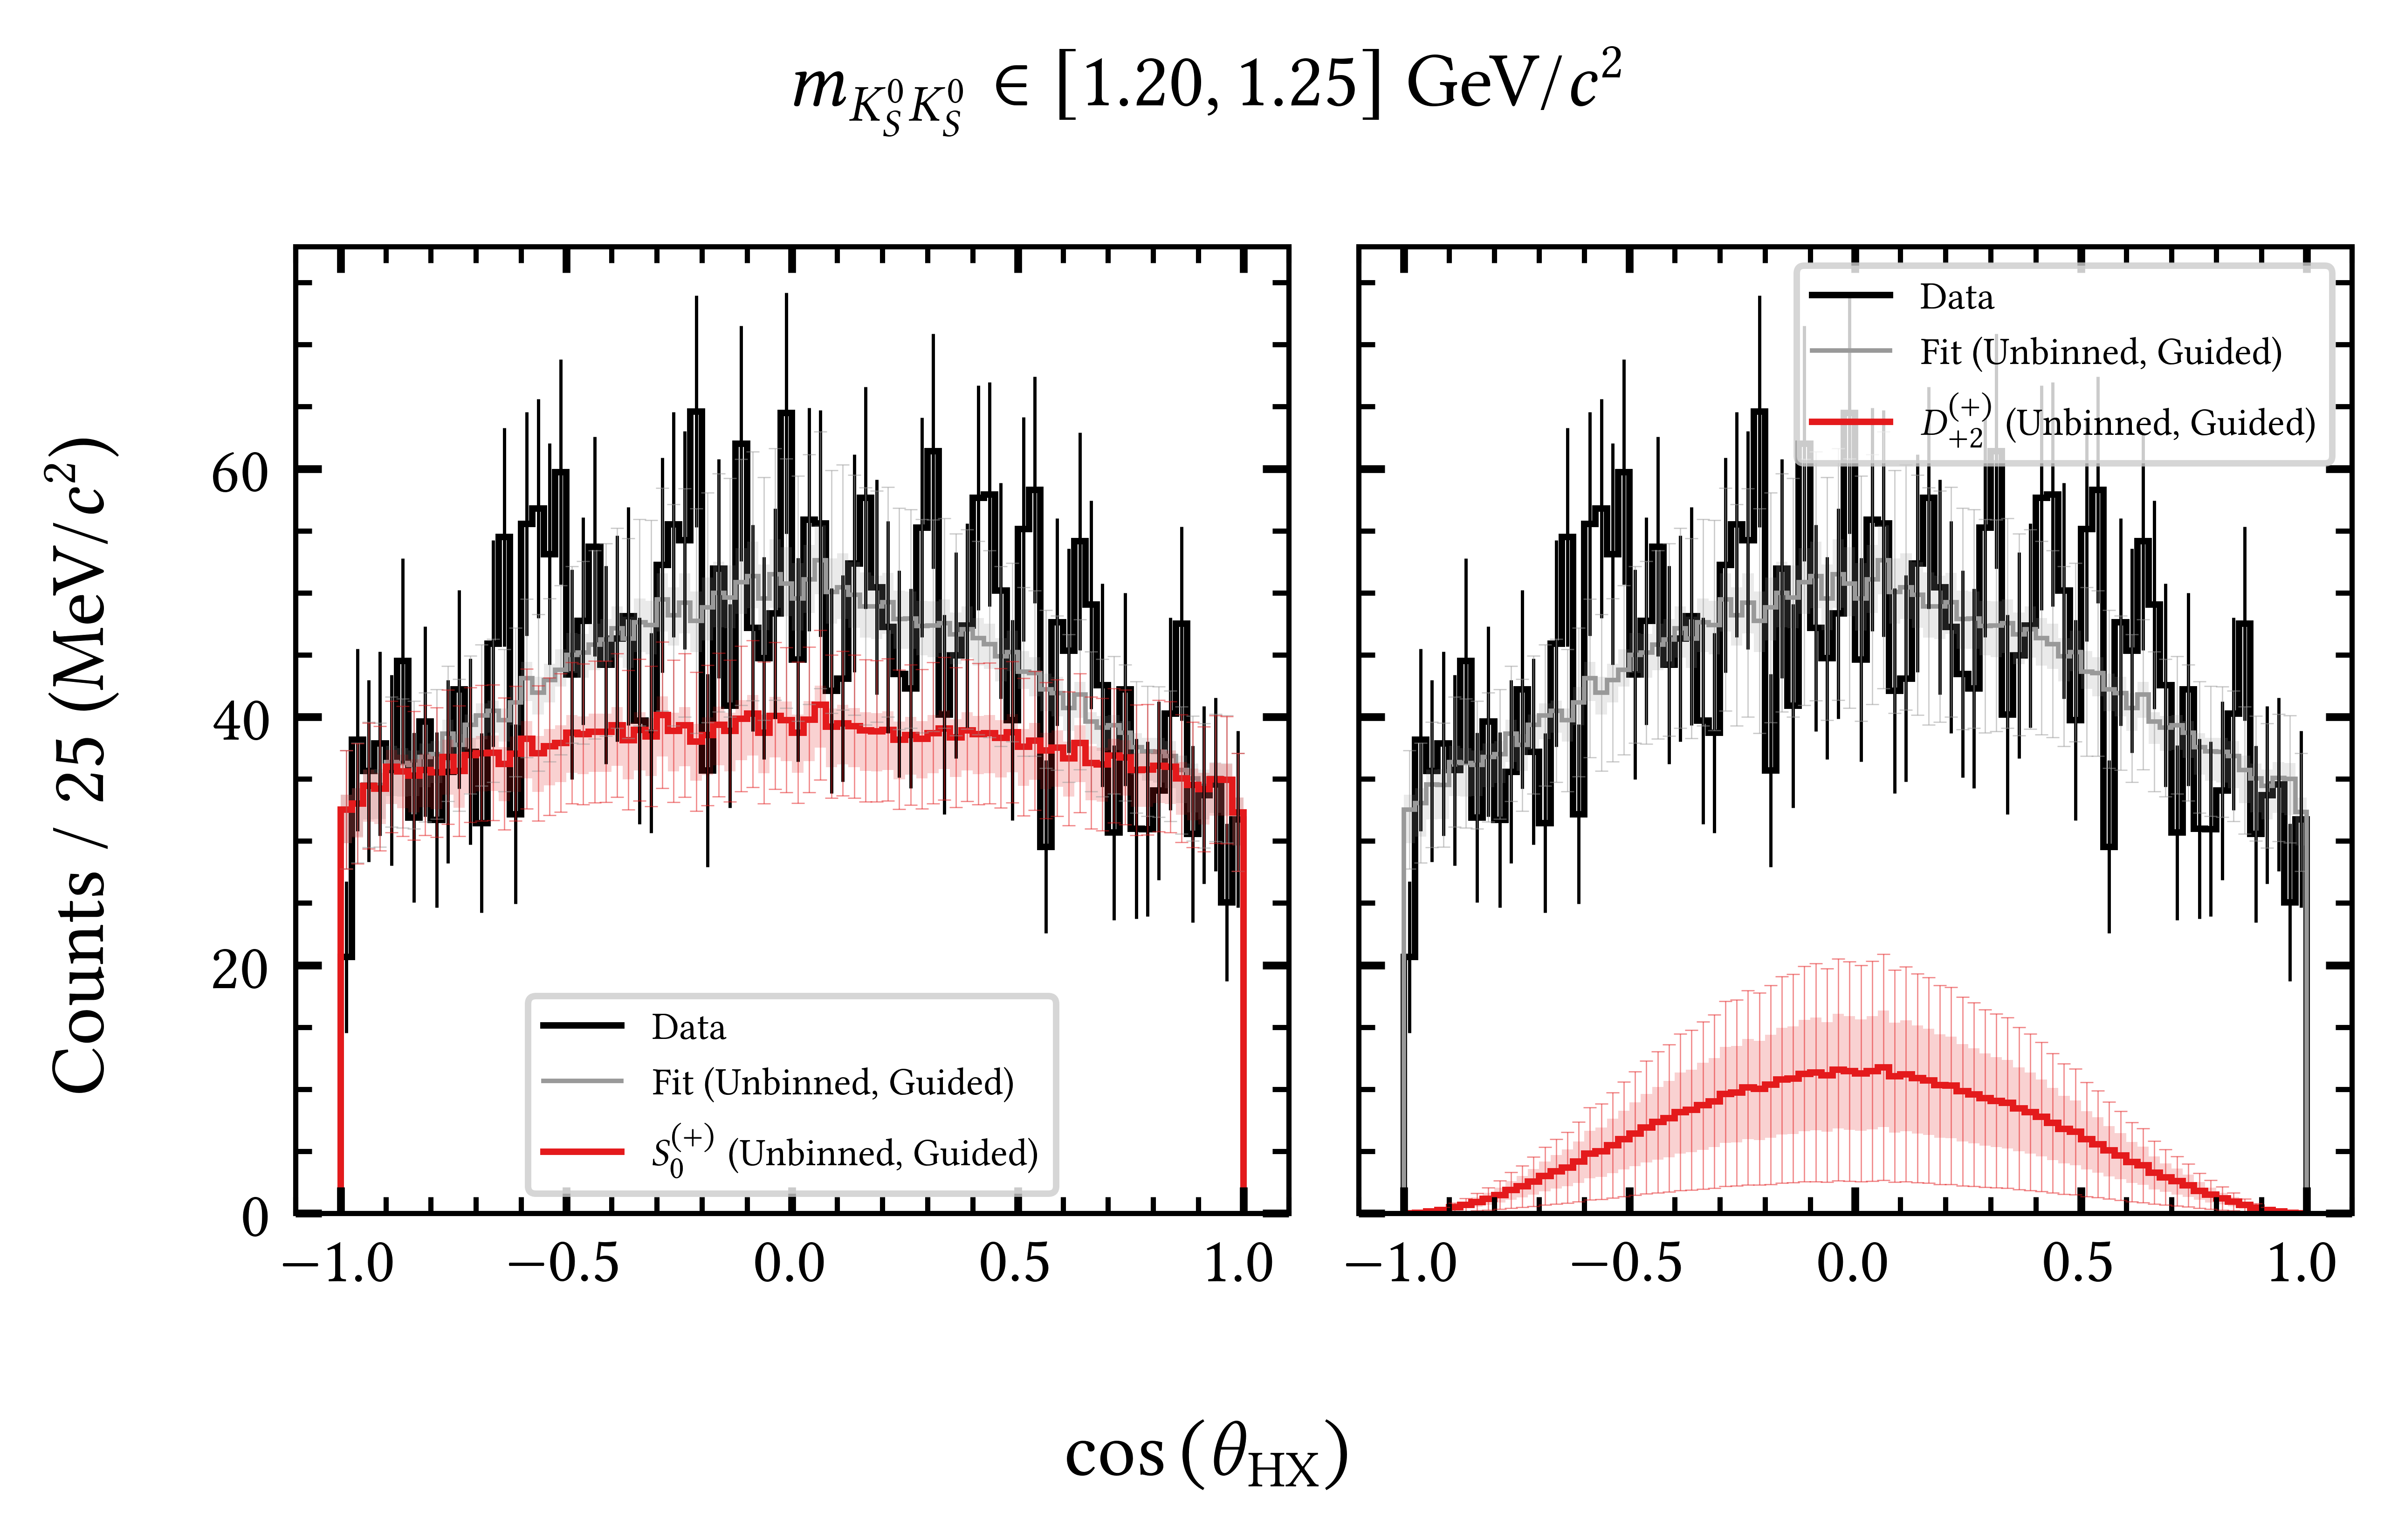 m_{K_S^0 K_S^0} ∈ [1.20, 1.25] GeV/c²
Counts / 25 (MeV/c²)
60
40
20
0
Data
Fit (Unbinned, Guided)
S_0^{(+)} (Unbinned, Guided)
−1.0 −0.5 0.0 0.5 1.0
Data
Fit (Unbinned, Guided)
D_{+2}^{(+)} (Unbinned, Guided)
−1.0 −0.5 0.0 0.5 1.0
cos (θ_{HX})